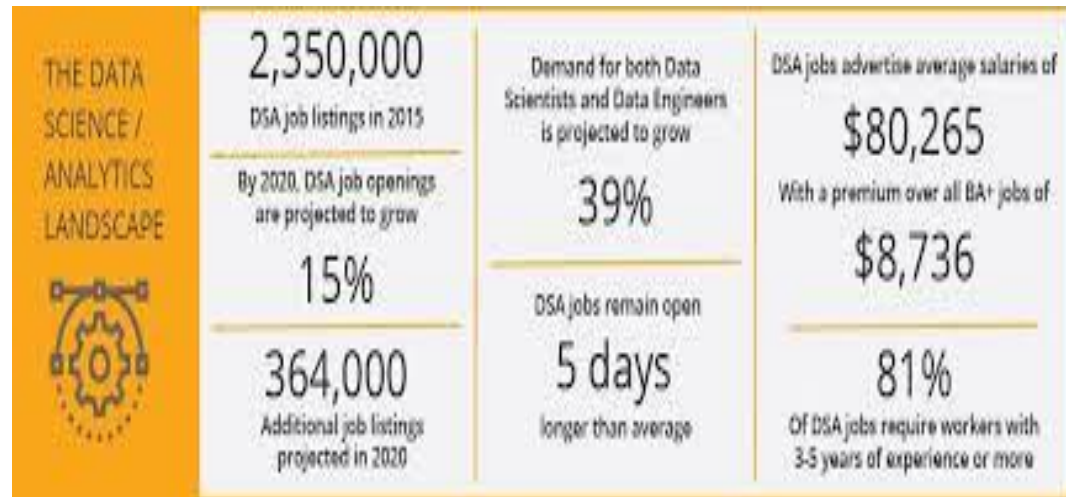 THE DATA
SCIENCE /
ANALYTICS
LANDSCAPE
2,350,000
DSA job listings in 2015
By 2020, DSA job openings
are projected to grow
15%
364,000
Additional job listings
projected in 2020
Demand for both Data
Scientists and Data Engineers
is projected to grow
39%
DSA jobs remain open
5 days
longer than average
DSA jobs advertise average salaries of
$80,265
With a premium over all BA+ jobs of
$8,736
81%
Of DSA jobs require workers with
3-5 years of experience or more